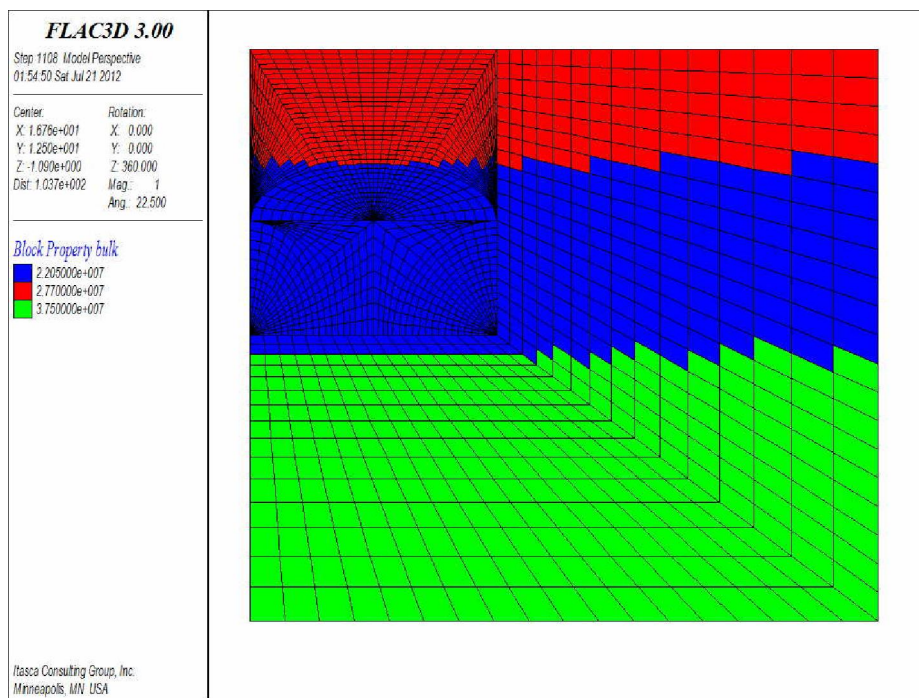 FLAC3D 3.00
Step 1108 Model Perspective
01:54:50 Sat Jul 21 2012
Center: Rotation:
X: 1.676e+001 X: 0.000
Y: 1.250e+001 Y: 0.000
Z: -1.090e+000 Z: 360.000
Dist: 1.037e+002 Mag.: 1
Ang.: 22.500
Block Property bulk
2.205000e+007
2.770000e+007
3.750000e+007
Itasca Consulting Group, Inc.
Minneapolis, MN USA